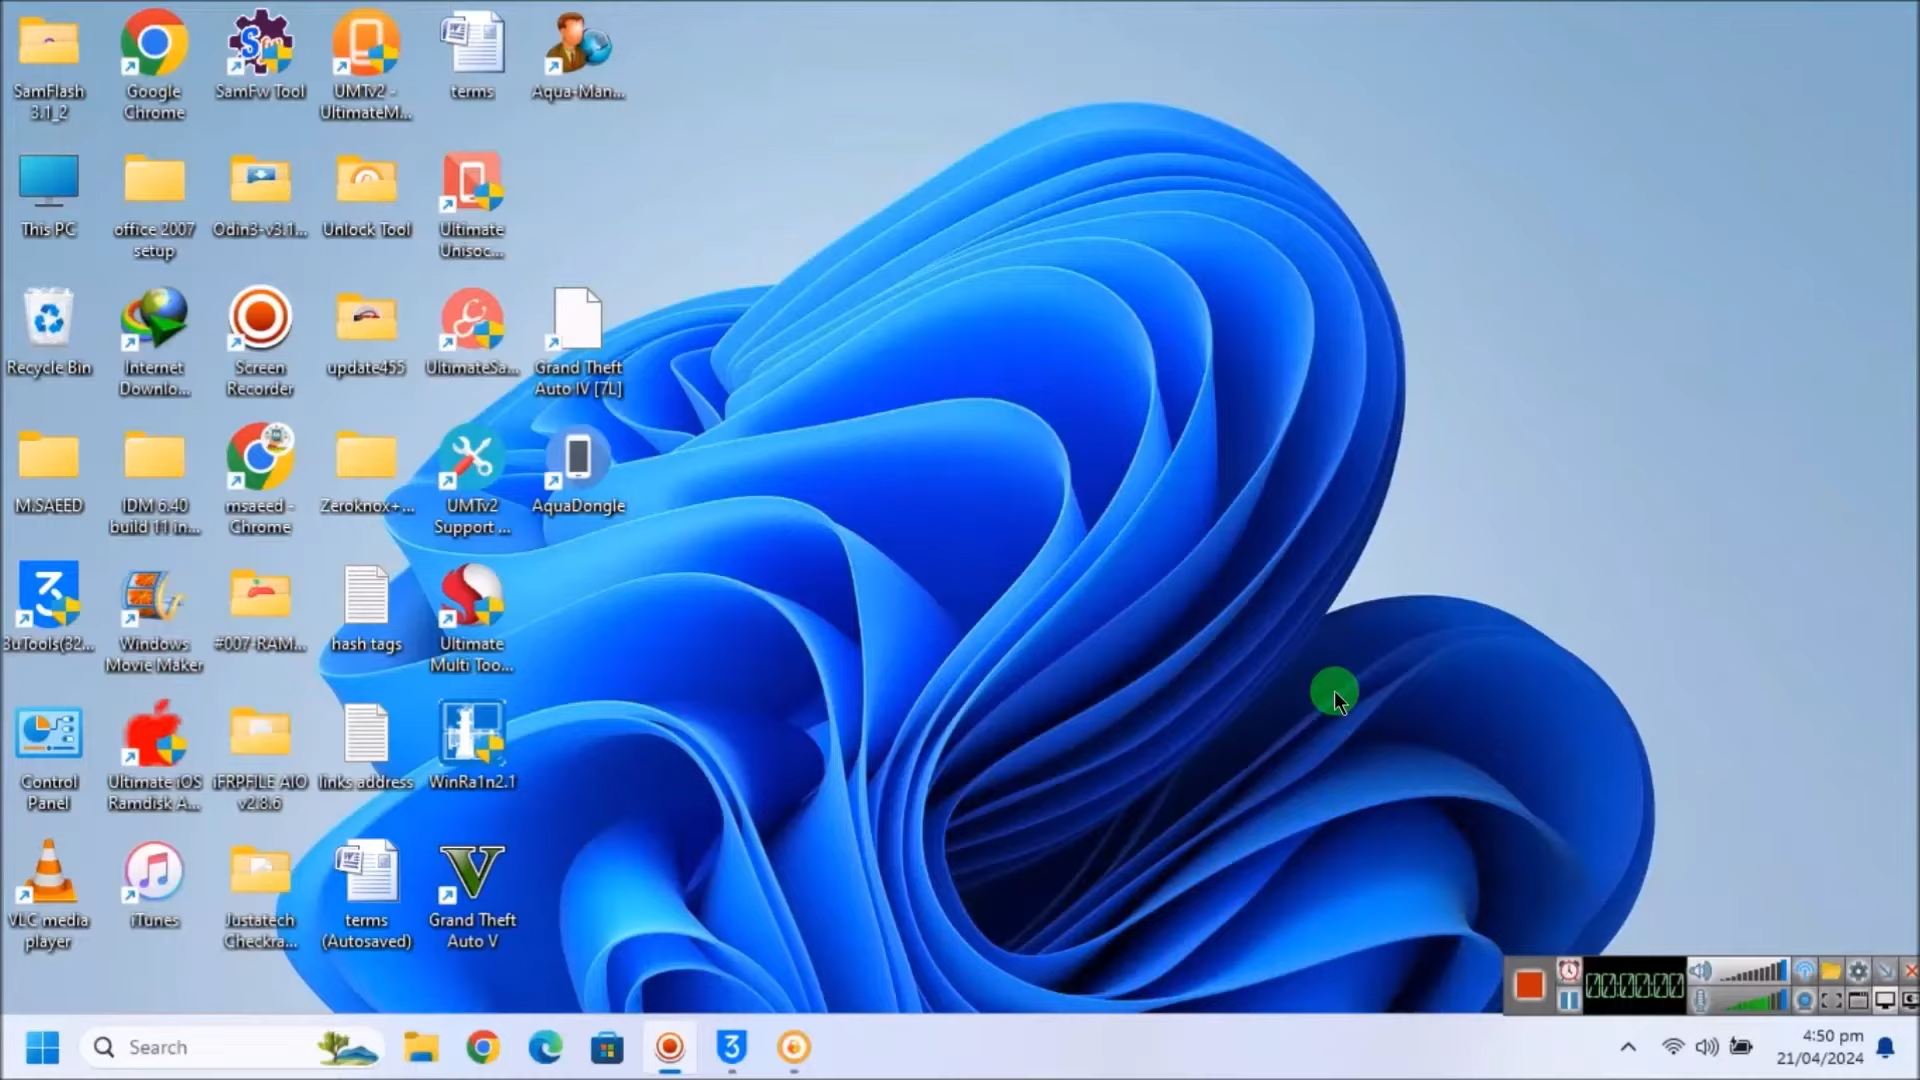 SamFlash
3.1_2
Google
Chrome
SamFw Tool
UMTv2 -
UltimateM...
terms
Aqua-Man...
This PC
office 2007
setup
Odin3-v3.1...
Unlock Tool
Ultimate
Unisoc...
Recycle Bin
Internet
Downlo...
Screen
Recorder
update455
UltimateSa...
Grand Theft
Auto IV [7L]
M.SAEED
IDM 6.40
build 11 in...
msaeed -
Chrome
Zeroknox+...
UMTv2
Support ...
AquaDongle
3uTools(32...
Windows
Movie Maker
#007-RAM...
hash tags
Ultimate
Multi Too...
Control
Panel
Ultimate iOS
Ramdisk A...
iFRPFILE AIO
v2.8.6
links address
WinRa1n2.1
VLC media
player
iTunes
Justatech
Checkra...
terms
(Autosaved)
Grand Theft
Auto V
00:00:00
Search
4:50 pm
21/04/2024